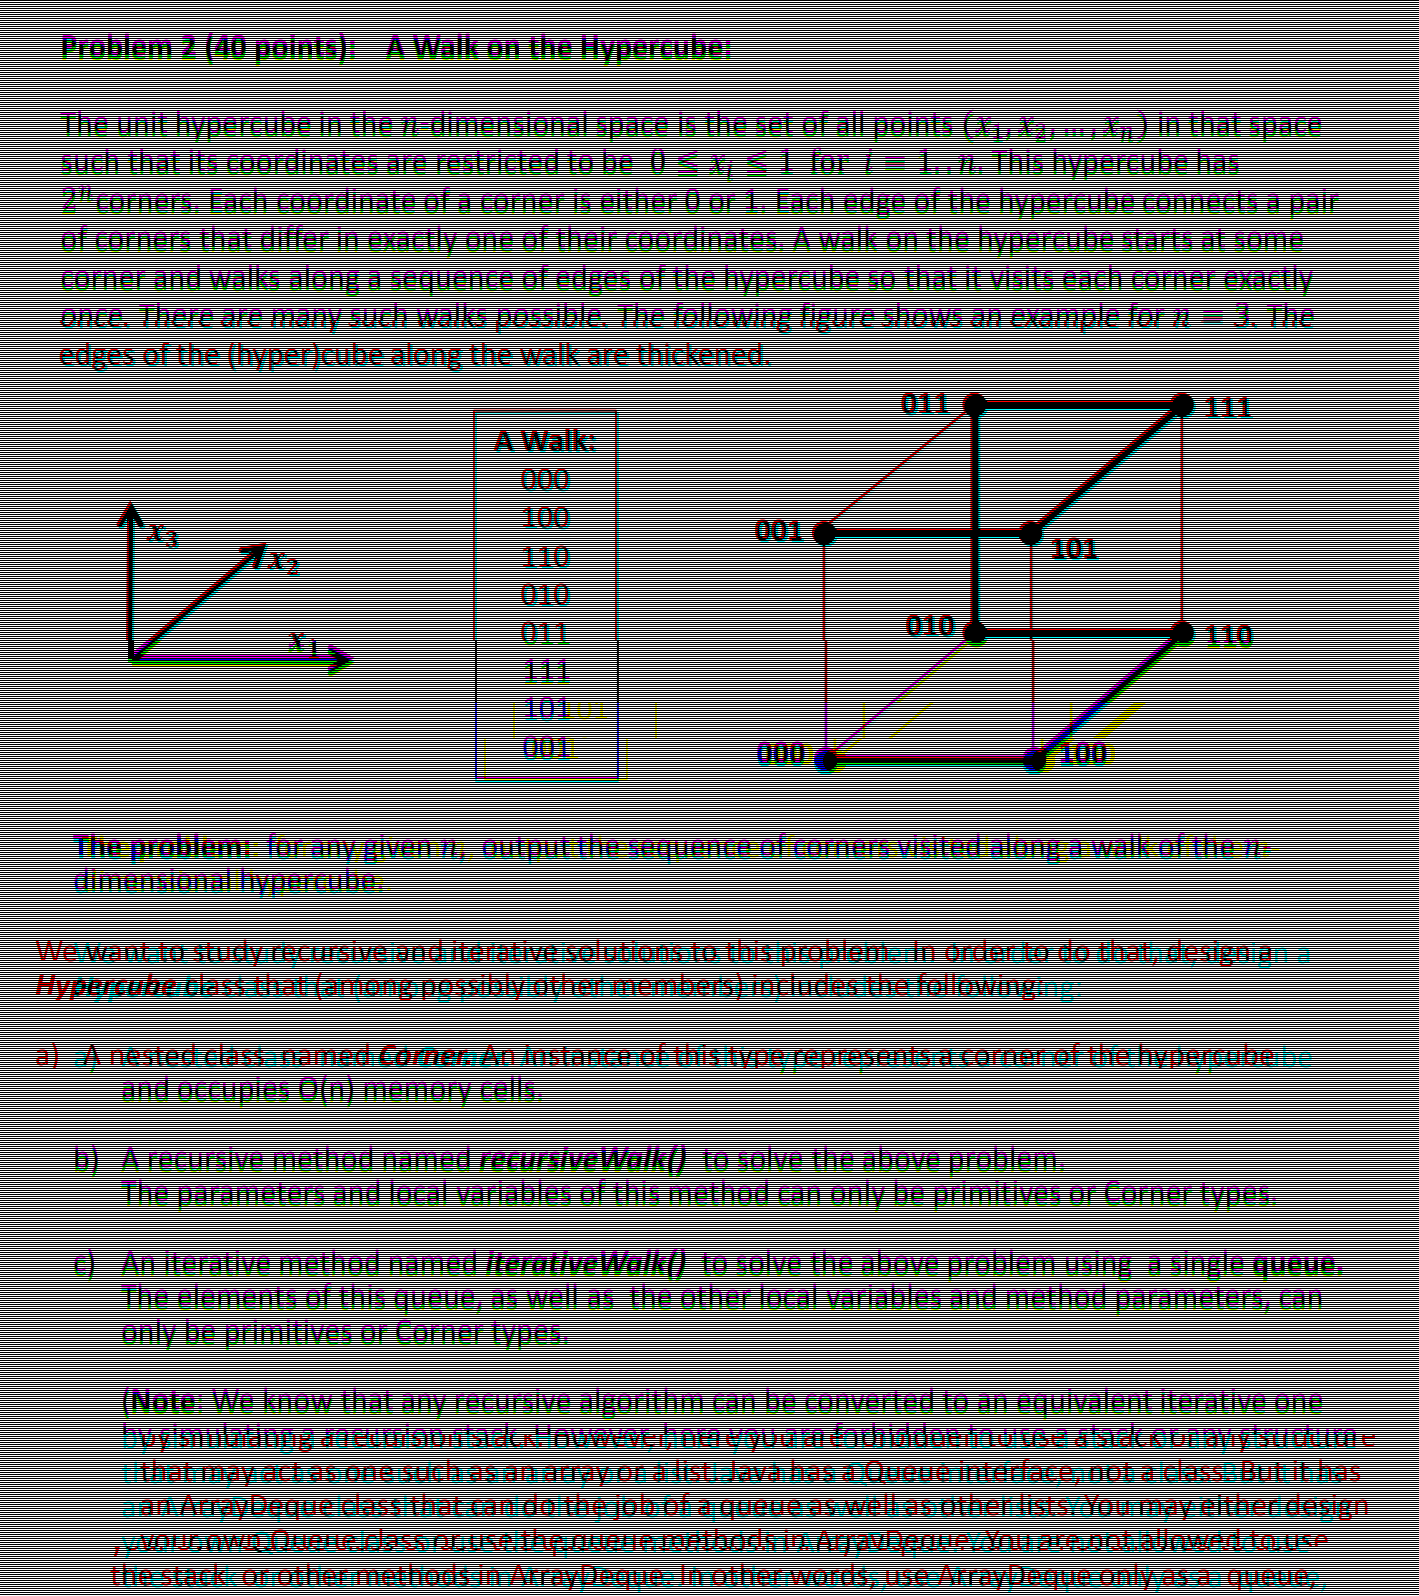 Problem 2 (40 points): A Walk on the Hypercube:
The unit hypercube in the n-dimensional space is the set of all points (x₁, x₂, ..., xₙ) in that space
such that its coordinates are restricted to be 0 ≤ xᵢ ≤ 1 for i = 1..n. This hypercube has
2ⁿ corners. Each coordinate of a corner is either 0 or 1. Each edge of the hypercube connects a pair
of corners that differ in exactly one of their coordinates. A walk on the hypercube starts at some
corner and walks along a sequence of edges of the hypercube so that it visits each corner exactly
once. There are many such walks possible. The following figure shows an example for n = 3. The
edges of the (hyper)cube along the walk are thickened.
x₃
x₂
x₁
A Walk:
000
100
110
010
011
111
101
001
011
111
001
101
010
110
000
100
The problem: for any given n, output the sequence of corners visited along a walk of the n-
dimensional hypercube.
We want to study recursive and iterative solutions to this problem. In order to do that, design a
Hypercube class that (among possibly other members) includes the following:
a) A nested class named Corner. An instance of this type represents a corner of the hypercube
and occupies O(n) memory cells.
b) A recursive method named recursiveWalk() to solve the above problem.
The parameters and local variables of this method can only be primitives or Corner types.
c) An iterative method named iterativeWalk() to solve the above problem using a single queue.
The elements of this queue, as well as the other local variables and method parameters, can
only be primitives or Corner types.
(Note: We know that any recursive algorithm can be converted to an equivalent iterative one
by simulating a recursion stack. However, here you are forbidden to use a stack or any structure
that may act as one such as an array or a list. Java has a Queue interface, not a class. But it has
an ArrayDeque class that can do the job of a queue as well as other lists. You may either design
your own Queue class or use the queue methods in ArrayDeque. You are not allowed to use
the stack or other methods in ArrayDeque. In other words, use ArrayDeque only as a queue,